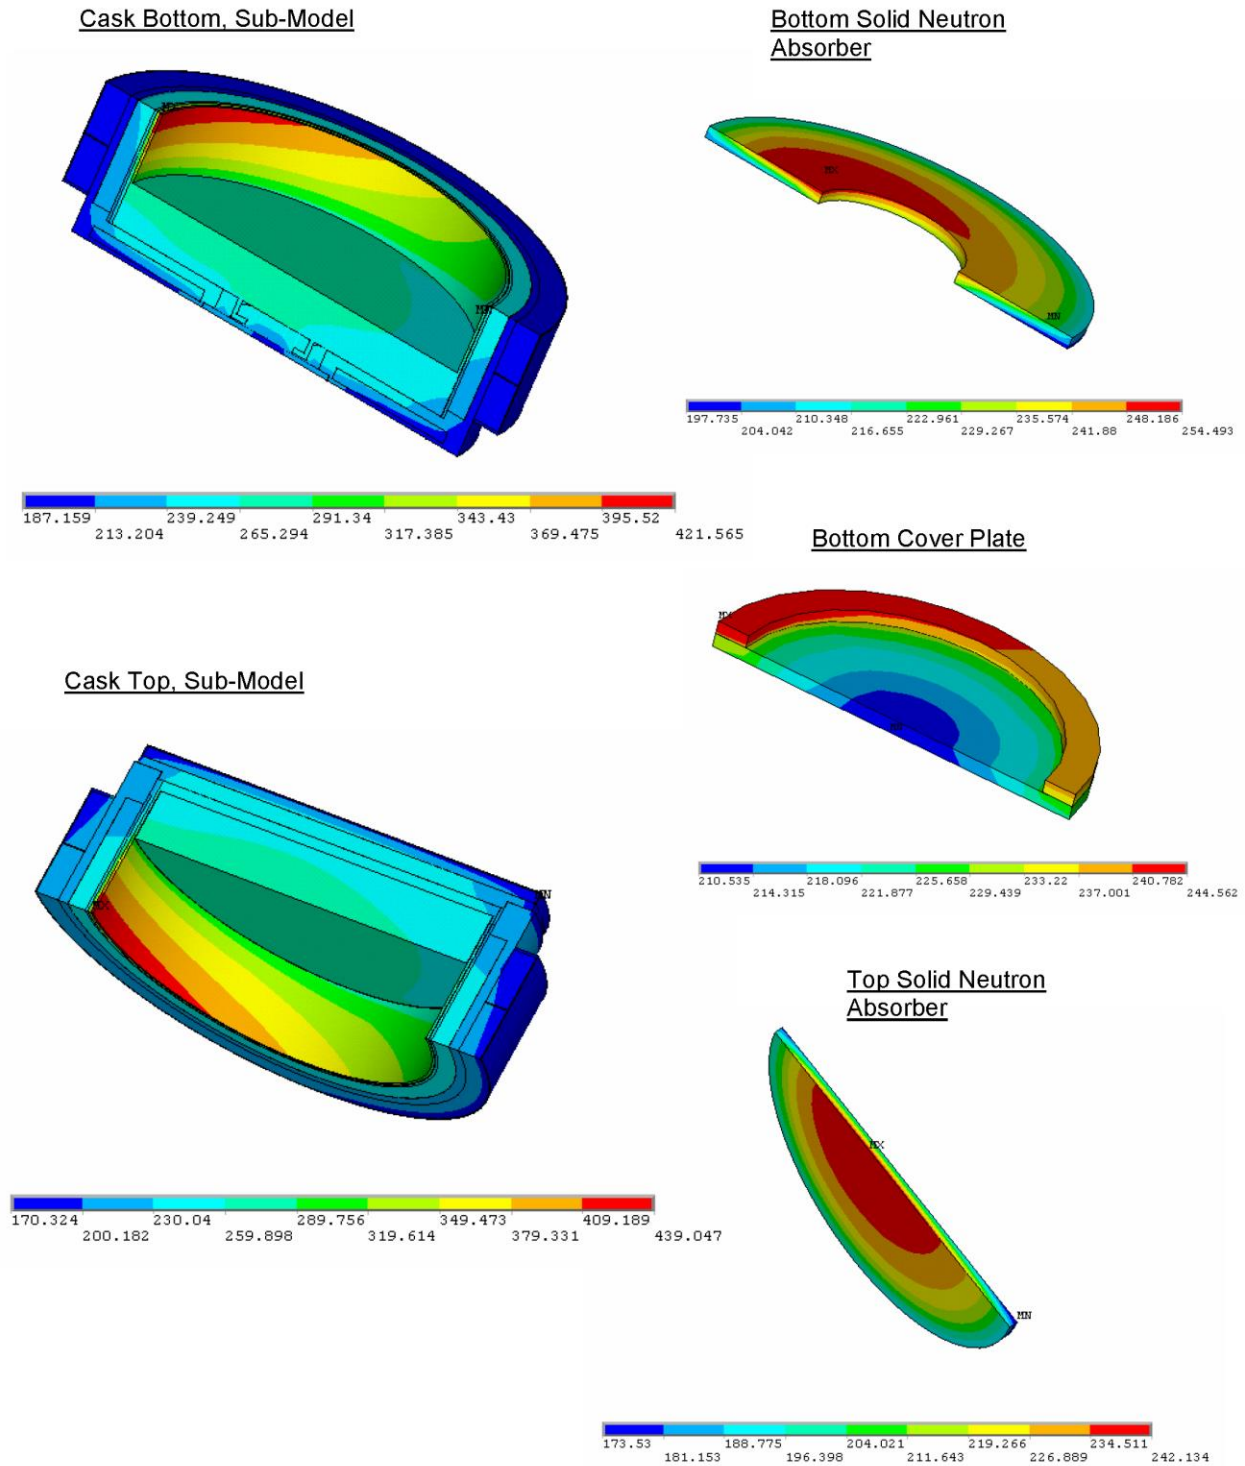 Cask Bottom, Sub-Model
MX
MN
187.159 239.249 291.34 343.43 395.52
213.204 265.294 317.385 369.475 421.565
Bottom Solid Neutron
Absorber
MX
MN
197.735 210.348 222.961 235.574 248.186
204.042 216.655 229.267 241.88 254.493
Bottom Cover Plate
MX
MN
210.535 218.096 225.658 233.22 240.782
214.315 221.877 229.439 237.001 244.562
Cask Top, Sub-Model
MN
MX
170.324 230.04 289.756 349.473 409.189
200.182 259.898 319.614 379.331 439.047
Top Solid Neutron
Absorber
MX
MN
173.53 188.775 204.021 219.266 234.511
181.153 196.398 211.643 226.889 242.134